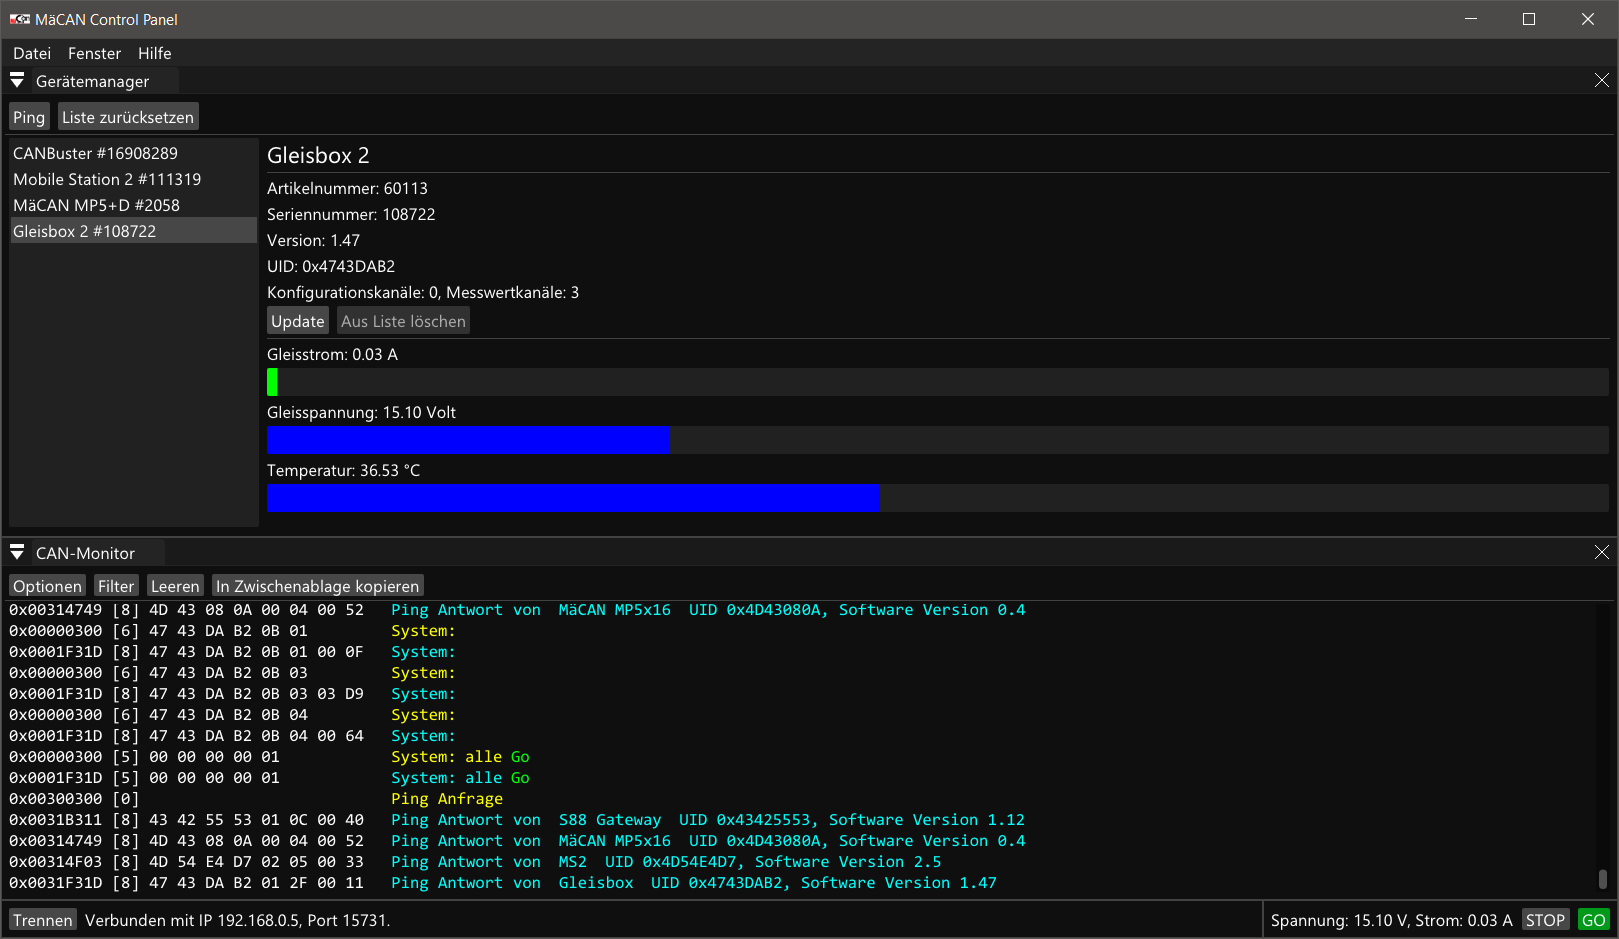 MäCAN Control Panel
Datei Fenster Hilfe
Gerätemanager
Ping Liste zurücksetzen
CANBuster #16908289
Mobile Station 2 #111319
MäCAN MP5+D #2058
Gleisbox 2 #108722
Gleisbox 2
Artikelnummer: 60113
Seriennummer: 108722
Version: 1.47
UID: 0x4743DAB2
Konfigurationskanäle: 0, Messwertkanäle: 3
Update Aus Liste löschen
Gleisstrom: 0.03 A
Gleisspannung: 15.10 Volt
Temperatur: 36.53 °C
CAN-Monitor
Optionen Filter Leeren In Zwischenablage kopieren
0x00314749 [8] 4D 43 08 0A 00 04 00 52 Ping Antwort von MäCAN MP5x16 UID 0x4D43080A, Software Version 0.4
0x00000300 [6] 47 43 DA B2 0B 01 System:
0x0001F31D [8] 47 43 DA B2 0B 01 00 0F System:
0x00000300 [6] 47 43 DA B2 0B 03 System:
0x0001F31D [8] 47 43 DA B2 0B 03 03 D9 System:
0x00000300 [6] 47 43 DA B2 0B 04 System:
0x0001F31D [8] 47 43 DA B2 0B 04 00 64 System:
0x00000300 [5] 00 00 00 00 01 System: alle Go
0x0001F31D [5] 00 00 00 00 01 System: alle Go
0x00300300 [0] Ping Anfrage
0x0031B311 [8] 43 42 55 53 01 0C 00 40 Ping Antwort von S88 Gateway UID 0x43425553, Software Version 1.12
0x00314749 [8] 4D 43 08 0A 00 04 00 52 Ping Antwort von MäCAN MP5x16 UID 0x4D43080A, Software Version 0.4
0x00314F03 [8] 4D 54 E4 D7 02 05 00 33 Ping Antwort von MS2 UID 0x4D54E4D7, Software Version 2.5
0x0031F31D [8] 47 43 DA B2 01 2F 00 11 Ping Antwort von Gleisbox UID 0x4743DAB2, Software Version 1.47
Trennen Verbunden mit IP 192.168.0.5, Port 15731. Spannung: 15.10 V, Strom: 0.03 A STOP GO